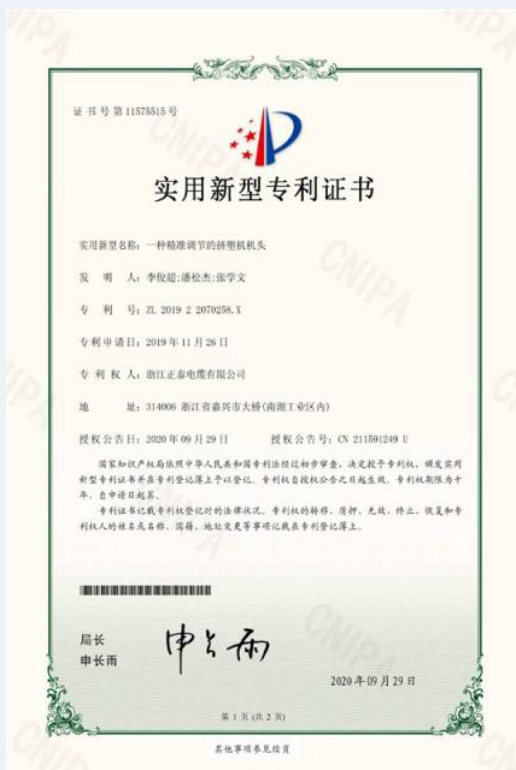 证书号第11575515号
实用新型专利证书
实用新型名称：一种精准调节的挤塑机机头
发明人：李俊超;潘松杰;张学文
专利号：ZL 2019 2 2070258.X
专利申请日：2019年11月26日
专利权人：浙江正泰电缆有限公司
地址：314006 浙江省嘉兴市大桥(南湖工业区内)
授权公告日：2020年09月29日 授权公告号：CN 211591249 U
国家知识产权局依照中华人民共和国专利法经过初步审查，决定授予专利权，颁发实用
新型专利证书并在专利登记簿上予以登记。专利权自授权公告之日起生效。专利权期限为十
年，自申请日起算。
专利证书记载专利权登记时的法律状况。专利权的转移、质押、无效、终止、恢复和专
利权人的姓名或名称、国籍、地址变更等事项记载在专利登记簿上。
局长
申长雨
申长雨
2020年09月29日
第 1 页 (共 2 页)
其他事项参见续页
CNIPA
CNIPA
CNIPA
CNIPA